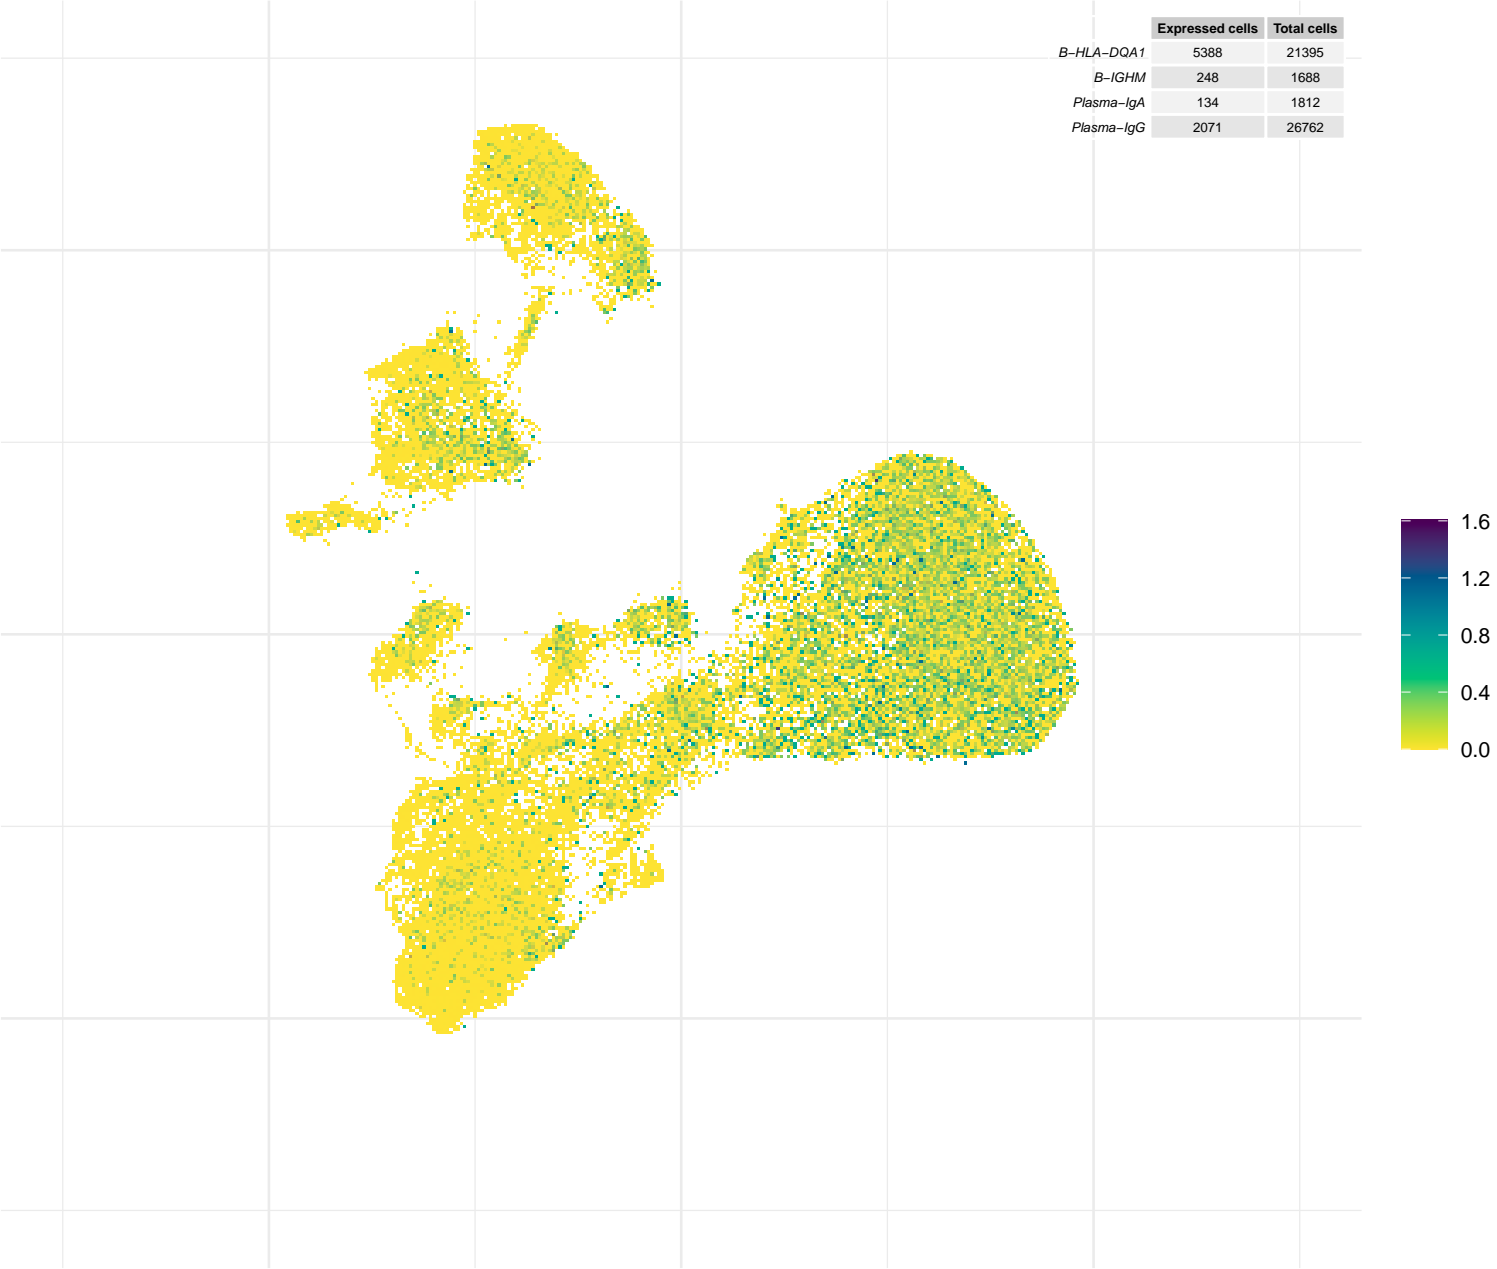 Expressed cells Total cells
B−HLA−DQA1 5388 21395
B−IGHM 248 1688
Plasma−IgA 134 1812
Plasma−IgG 2071 26762
1.6
1.2
0.8
0.4
0.0